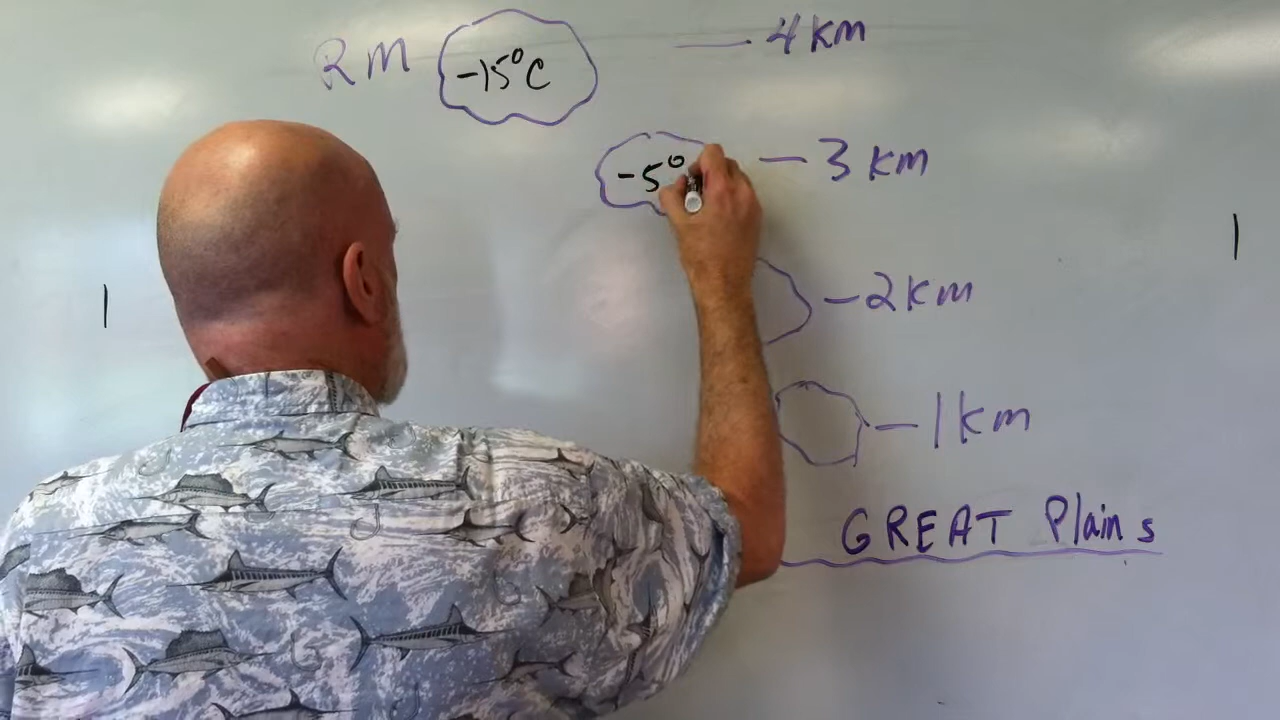 RM -15°C — 4 km
-5° — 3 km
— 2 km
— 1 km
GREAT Plains